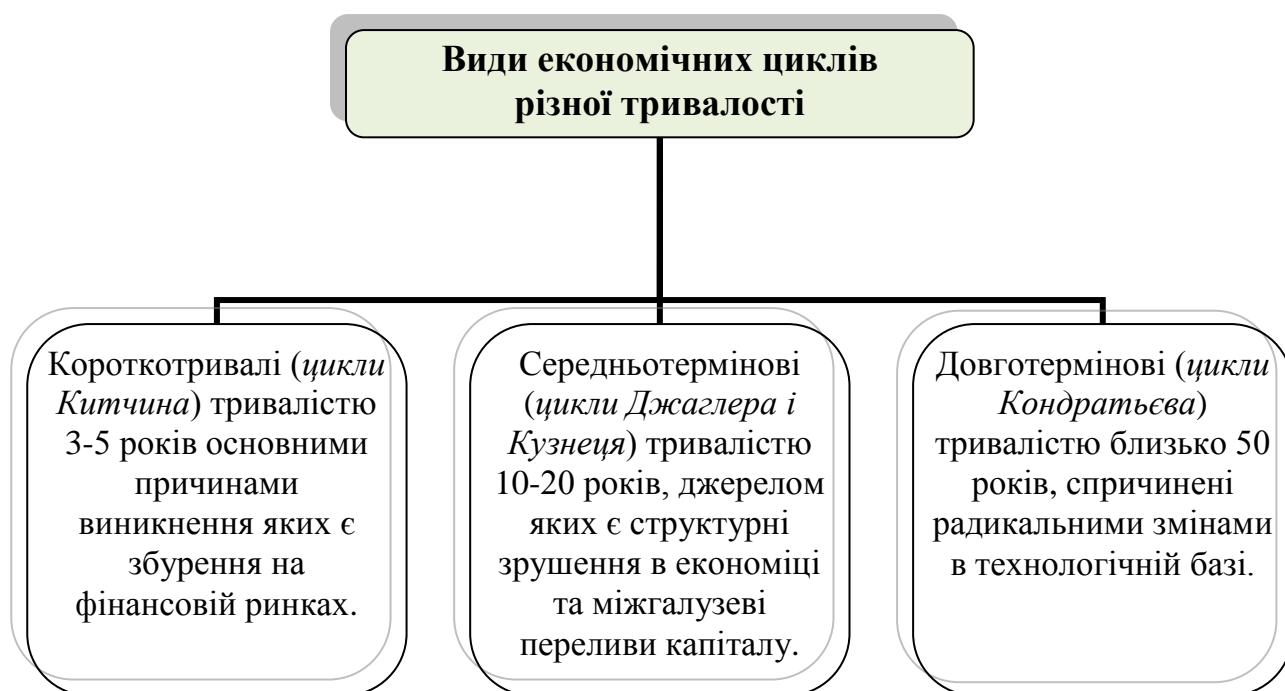 Види економічних циклів
різної тривалості
Короткотривалі (цикли
Китчина) тривалістю
3-5 років основними
причинами
виникнення яких є
збурення на
фінансовій ринках.
Середньотермінові
(цикли Джаглера і
Кузнеця) тривалістю
10-20 років, джерелом
яких є структурні
зрушення в економіці
та міжгалузеві
переливи капіталу.
Довготермінові (цикли
Кондратьєва)
тривалістю близько 50
років, спричинені
радикальними змінами
в технологічній базі.